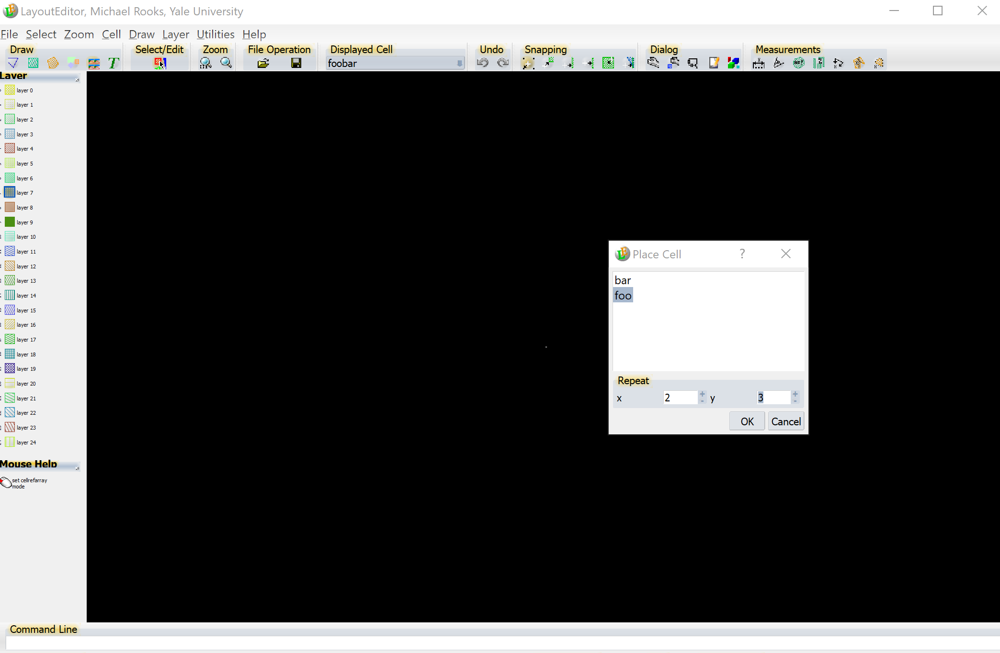 LayoutEditor, Michael Rooks, Yale University
File Select Zoom Cell Draw Layer Utilities Help
Draw Select/Edit Zoom File Operation Displayed Cell Undo Snapping Dialog Measurements
foobar
Layer
layer 0
layer 1
layer 2
layer 3
layer 4
layer 5
layer 6
layer 7
layer 8
layer 9
layer 10
layer 11
layer 12
layer 13
layer 14
layer 15
layer 16
layer 17
layer 18
layer 19
layer 20
layer 21
layer 22
layer 23
layer 24
Mouse Help
set cellrefarray
mode
Place Cell
bar
foo
Repeat
x 2 y 3
OK Cancel
Command Line